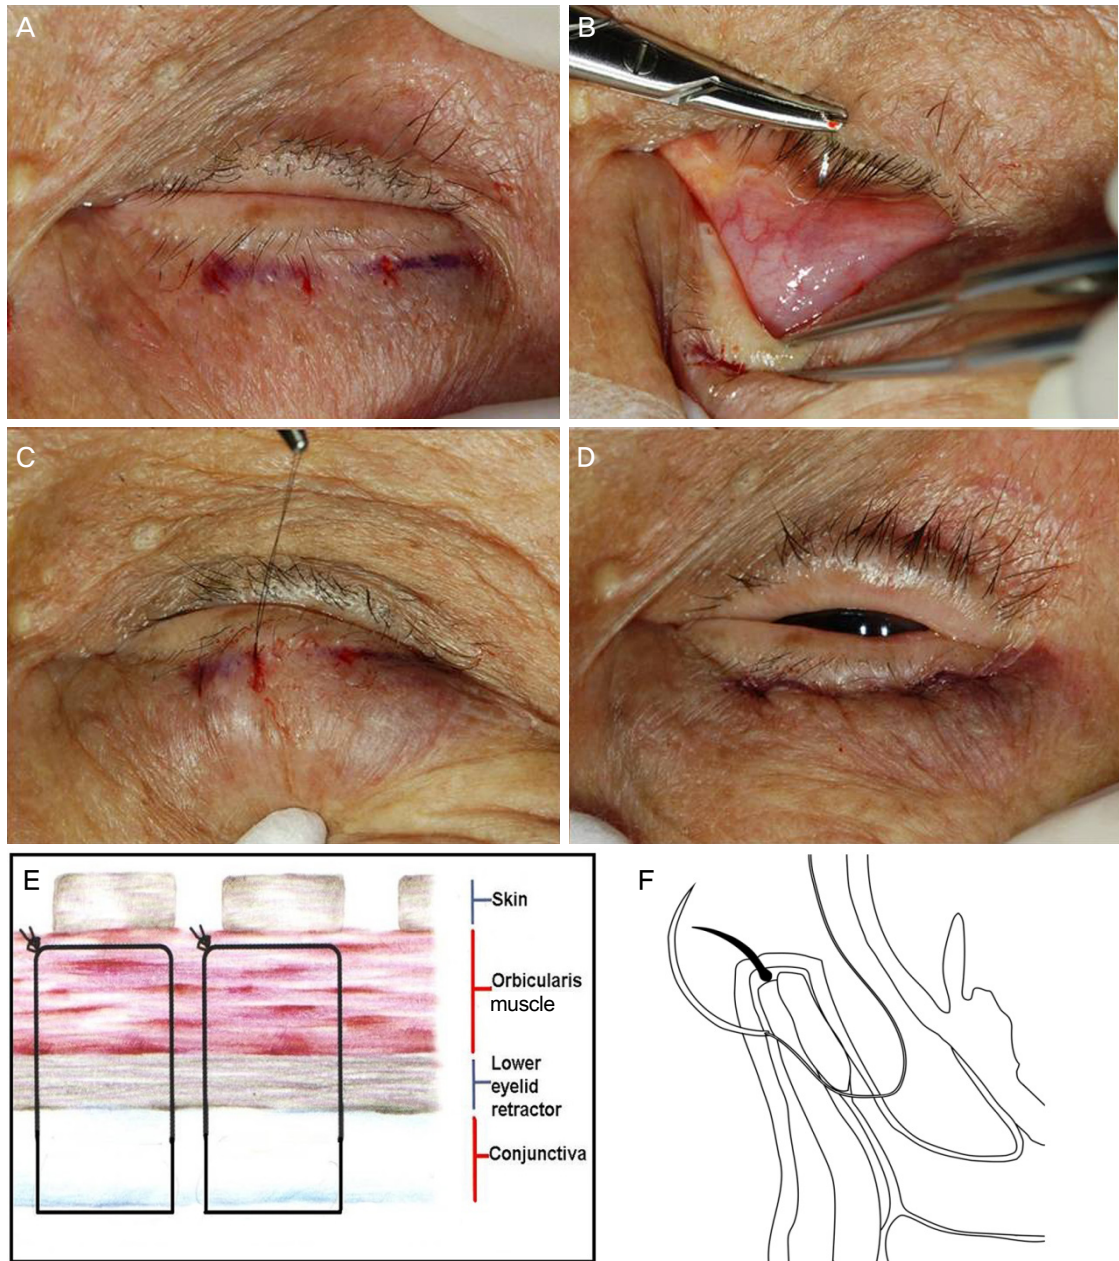 A
B
C
D
E
Skin
Orbicularis
muscle
Lower
eyelid
retractor
Conjunctiva
F